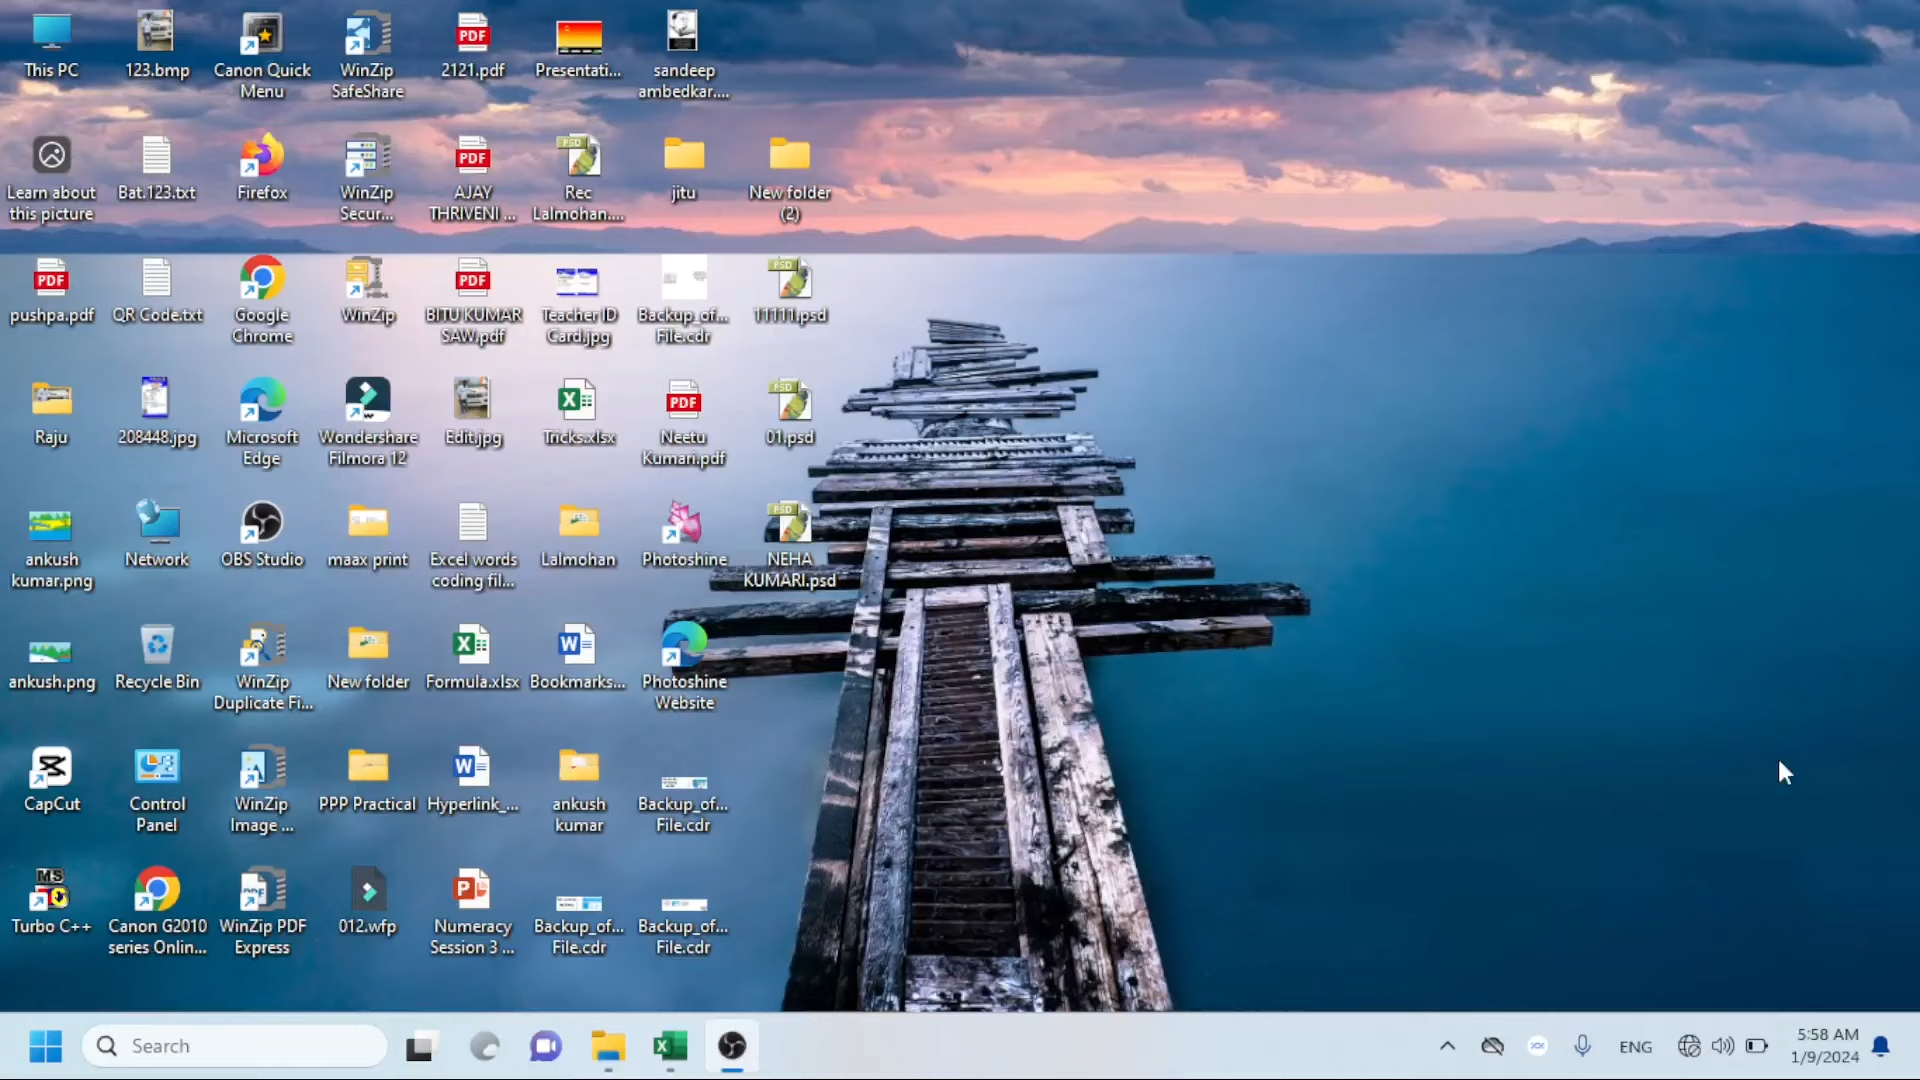 This PC
123.bmp
Canon Quick
Menu
WinZip
SafeShare
2121.pdf
Presentati...
sandeep
ambedkar....
Learn about
this picture
Bat.123.txt
Firefox
WinZip
Secur...
AJAY
THRIVENI ...
Rec
Lalmohan....
jitu
New folder
(2)
pushpa.pdf
QR Code.txt
Google
Chrome
WinZip
BITU KUMAR
SAW.pdf
Teacher ID
Card.jpg
Backup_of...
File.cdr
11111.psd
Raju
208448.jpg
Microsoft
Edge
Wondershare
Filmora 12
Edit.jpg
Tricks.xlsx
Neetu
Kumari.pdf
01.psd
ankush
kumar.png
Network
OBS Studio
maax print
Excel words
coding fil...
Lalmohan
Photoshine
NEHA
KUMARI.psd
ankush.png
Recycle Bin
WinZip
Duplicate Fi...
New folder
Formula.xlsx
Bookmarks...
Photoshine
Website
CapCut
Control
Panel
WinZip
Image ...
PPP Practical
Hyperlink_...
ankush
kumar
Backup_of...
File.cdr
Turbo C++
Canon G2010
series Onlin...
WinZip PDF
Express
012.wfp
Numeracy
Session 3 ...
Backup_of...
File.cdr
Backup_of...
File.cdr
Search
ENG
5:58 AM
1/9/2024